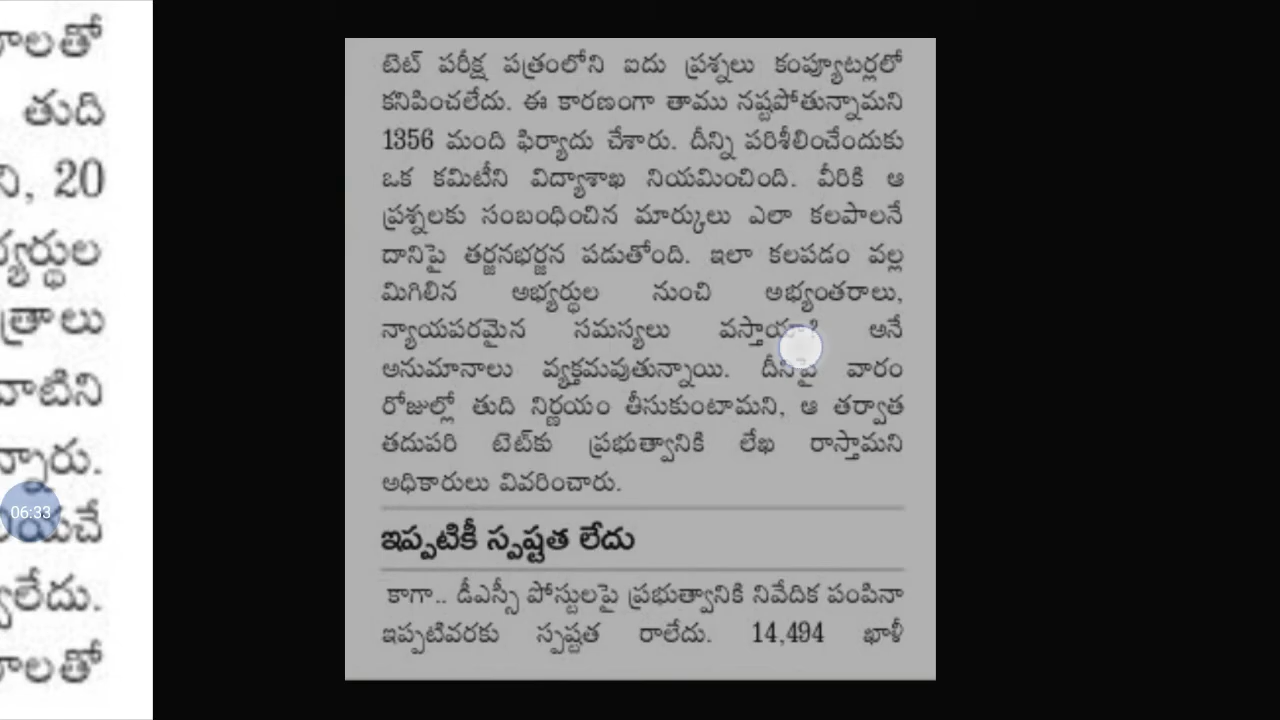 ాలతో
తుది
ని, 20
భ్యర్థుల
త్రాలు
వాటిని
న్నారు.
06:33
యచే
లేదు.
ాలతో
టెట్ పరీక్ష పత్రంలోని ఐదు ప్రశ్నలు కంప్యూటర్లలో
కనిపించలేదు. ఈ కారణంగా తాము నష్టపోతున్నామని
1356 మంది ఫిర్యాదు చేశారు. దీన్ని పరిశీలించేందుకు
ఒక కమిటీని విద్యాశాఖ నియమించింది. వీరికి ఆ
ప్రశ్నలకు సంబంధించిన మార్కులు ఎలా కలపాలనే
దానిపై తర్జనభర్జన పడుతోంది. ఇలా కలపడం వల్ల
మిగిలిన అభ్యర్థుల నుంచి అభ్యంతరాలు,
న్యాయపరమైన సమస్యలు అనే
అనుమానాలు వ్యక్తమవుతున్నాయి. దీనిపై వారం
రోజుల్లో తుది నిర్ణయం తీసుకుంటామని, ఆ తర్వాత
తదుపరి టెట్‌కు ప్రభుత్వానికి లేఖ రాస్తామని
అధికారులు వివరించారు.
ఇప్పటికీ స్పష్టత లేదు
కాగా.. డీఎస్సీ పోస్టులపై ప్రభుత్వానికి నివేదిక పంపినా
ఇప్పటివరకు స్పష్టత రాలేదు. 14,494 ఖాళీ